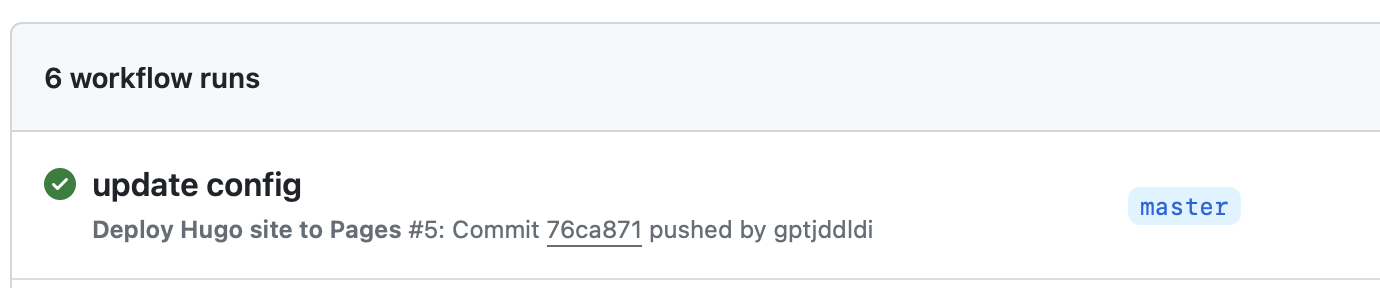 6 workflow runs
update config
Deploy Hugo site to Pages #5: Commit 76ca871 pushed by gptjddldi
master